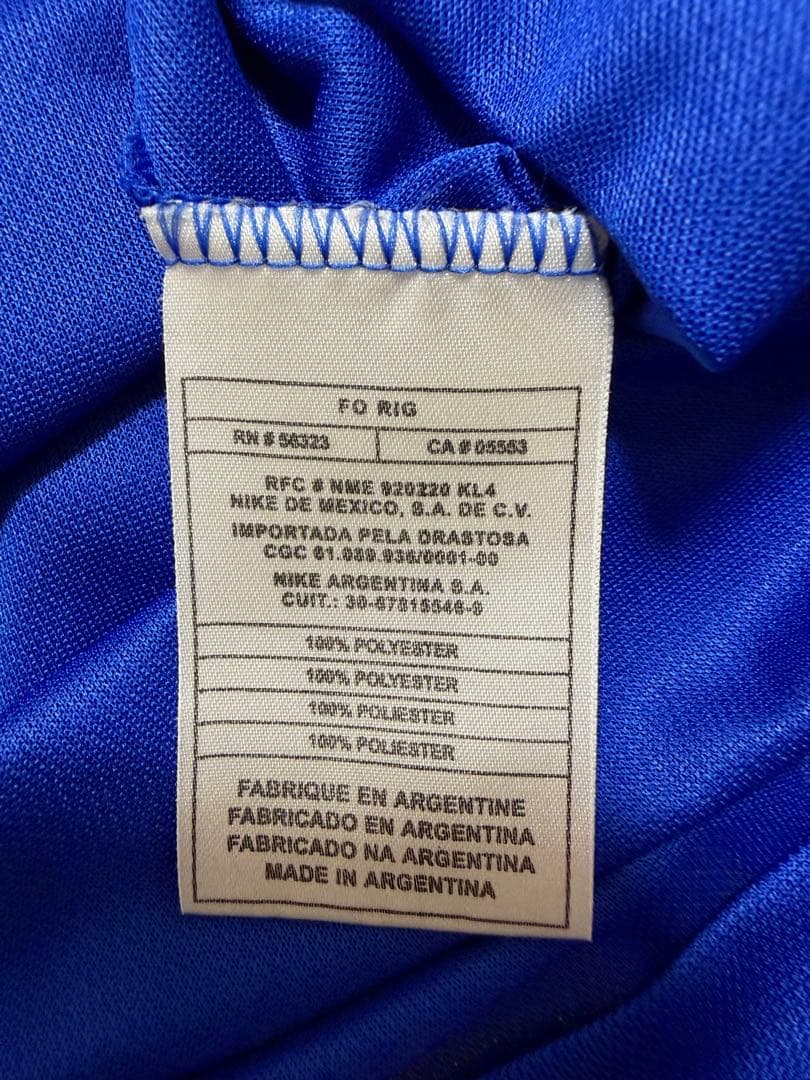 FO RIG
RN # 56323
CA # 05553
RFC # NME 920220 KL4
NIKE DE MEXICO, S.A. DE C.V.
IMPORTADA PELA DRASTOSA
CGC 61.089.936/0001-00
NIKE ARGENTINA S.A.
CUIT.: 30-67815546-9
100% POLYESTER
100% POLYESTER
100% POLIESTER
100% POLIESTER
FABRIQUE EN ARGENTINE
FABRICADO EN ARGENTINA
FABRICADO NA ARGENTINA
MADE IN ARGENTINA